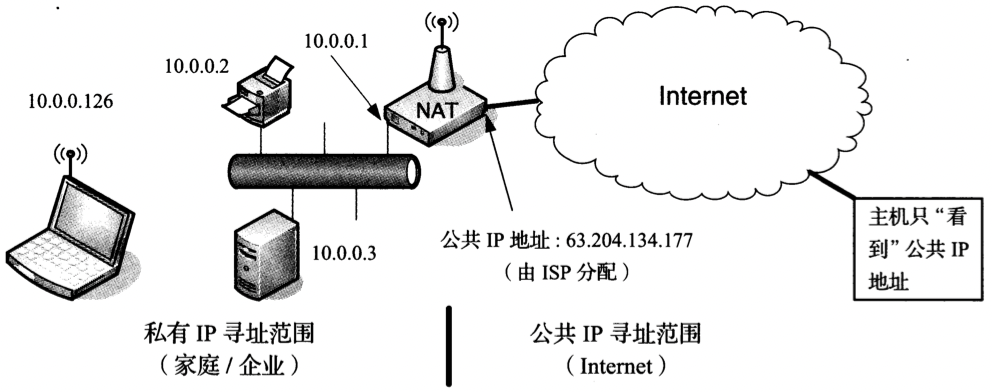 10.0.0.1
10.0.0.2
10.0.0.126
NAT
Internet
10.0.0.3
公共 IP 地址 : 63.204.134.177
（由 ISP 分配）
主机只“看
到”公共 IP
地址
私有 IP 寻址范围
（家庭 / 企业）
公共 IP 寻址范围
（Internet）